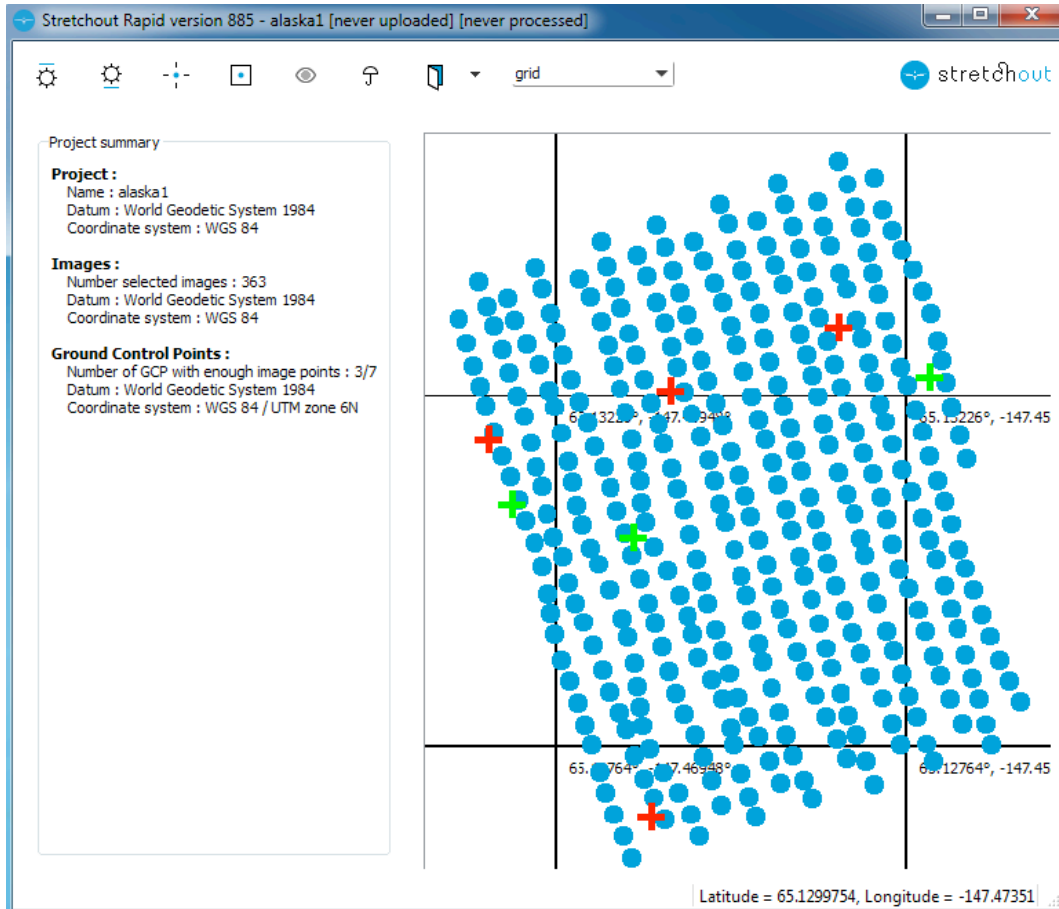 Stretchout Rapid version 885 - alaska1 [never uploaded] [never processed]
grid
stretchout
Project summary
Project :
Name : alaska1
Datum : World Geodetic System 1984
Coordinate system : WGS 84
Images :
Number selected images : 363
Datum : World Geodetic System 1984
Coordinate system : WGS 84
Ground Control Points :
Number of GCP with enough image points : 3/7
Datum : World Geodetic System 1984
Coordinate system : WGS 84 / UTM zone 6N
65.13226°, -147.45
-147.46948°
65.12764°, -147.45
Latitude = 65.1299754, Longitude = -147.47351